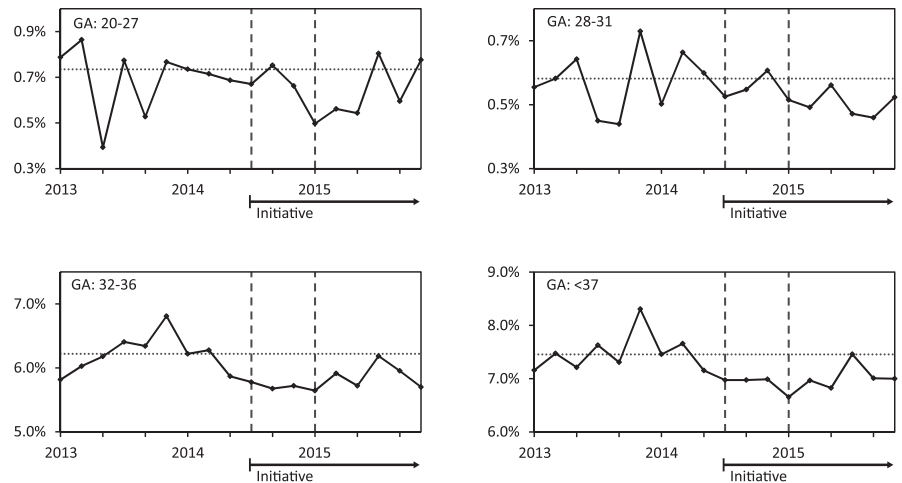 GA: 20-27
0.9%
0.7%
0.5%
0.3%
2013 2014 2015
Initiative
GA: 28-31
0.7%
0.5%
0.3%
2013 2014 2015
Initiative
GA: 32-36
7.0%
6.0%
5.0%
2013 2014 2015
Initiative
GA: <37
9.0%
8.0%
7.0%
6.0%
2013 2014 2015
Initiative